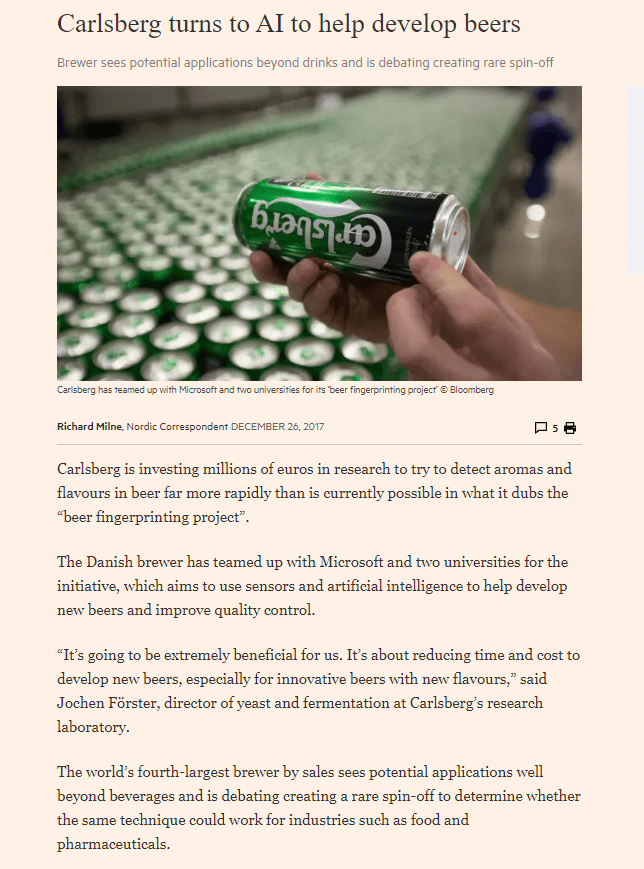 Carlsberg turns to AI to help develop beers
Brewer sees potential applications beyond drinks and is debating creating rare spin-off
Carlsberg
Carlsberg has teamed up with Microsoft and two universities for its ‘beer fingerprinting project’ © Bloomberg
Richard Milne, Nordic Correspondent DECEMBER 26, 2017
5
Carlsberg is investing millions of euros in research to try to detect aromas and
flavours in beer far more rapidly than is currently possible in what it dubs the
“beer fingerprinting project”.
The Danish brewer has teamed up with Microsoft and two universities for the
initiative, which aims to use sensors and artificial intelligence to help develop
new beers and improve quality control.
“It’s going to be extremely beneficial for us. It’s about reducing time and cost to
develop new beers, especially for innovative beers with new flavours,” said
Jochen Förster, director of yeast and fermentation at Carlsberg’s research
laboratory.
The world’s fourth-largest brewer by sales sees potential applications well
beyond beverages and is debating creating a rare spin-off to determine whether
the same technique could work for industries such as food and
pharmaceuticals.